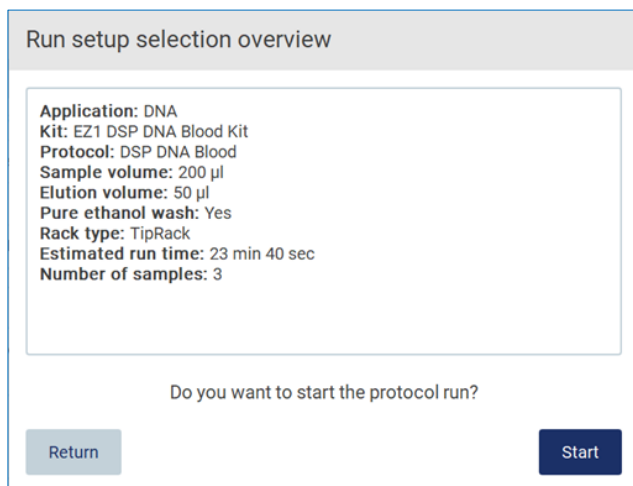 Run setup selection overview
Application: DNA
Kit: EZ1 DSP DNA Blood Kit
Protocol: DSP DNA Blood
Sample volume: 200 µl
Elution volume: 50 µl
Pure ethanol wash: Yes
Rack type: TipRack
Estimated run time: 23 min 40 sec
Number of samples: 3
Do you want to start the protocol run?
Return
Start